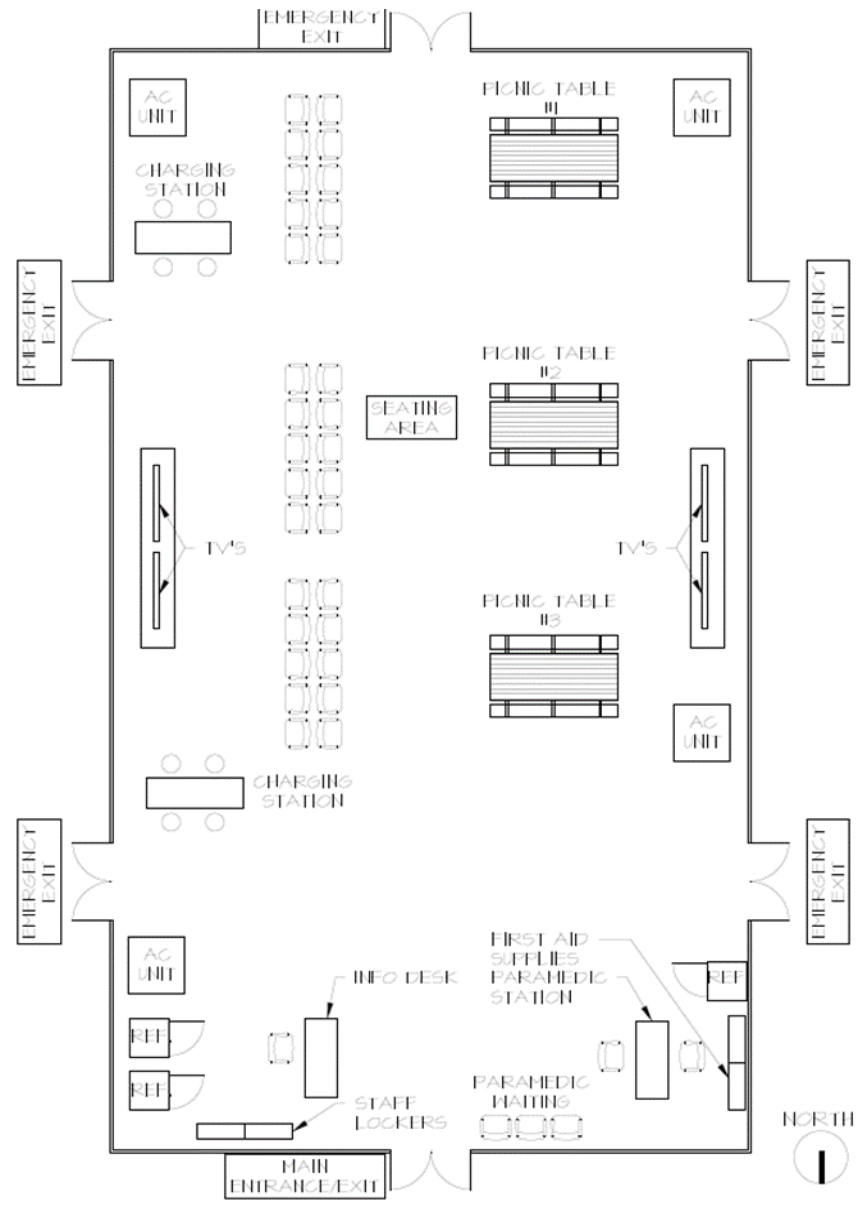 EMERGENCY
EXIT
AC
UNIT
PICNIC TABLE
#1
AC
UNIT
CHARGING
STATION
EMERGENCY
EXIT
EMERGENCY
EXIT
PICNIC TABLE
#2
SEATING
AREA
TV'S
TV'S
PICNIC TABLE
#3
AC
UNIT
CHARGING
STATION
EMERGENCY
EXIT
EMERGENCY
EXIT
AC
UNIT
INFO DESK
FIRST AID
SUPPLIES
PARAMEDIC
STATION
REF
REF
REF
PARAMEDIC
WAITING
STAFF
LOCKERS
NORTH
MAIN
ENTRANCE/EXIT